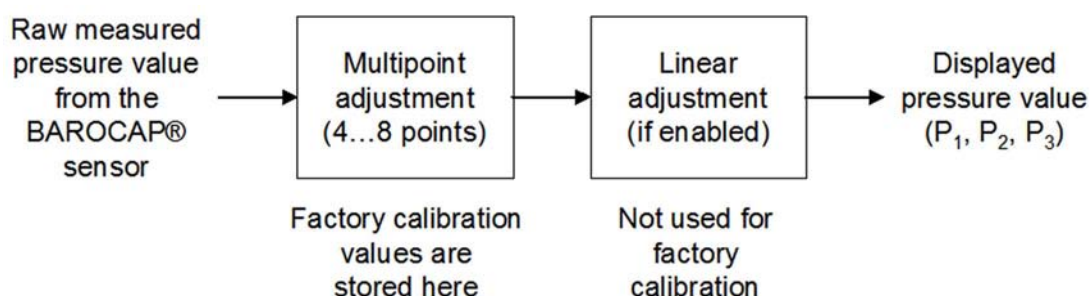 Raw measured
pressure value
from the
BAROCAP®
sensor
Multipoint
adjustment
(4…8 points)
Linear
adjustment
(if enabled)
Displayed
pressure value
(P₁, P₂, P₃)
Factory calibration
values are
stored here
Not used for
factory
calibration